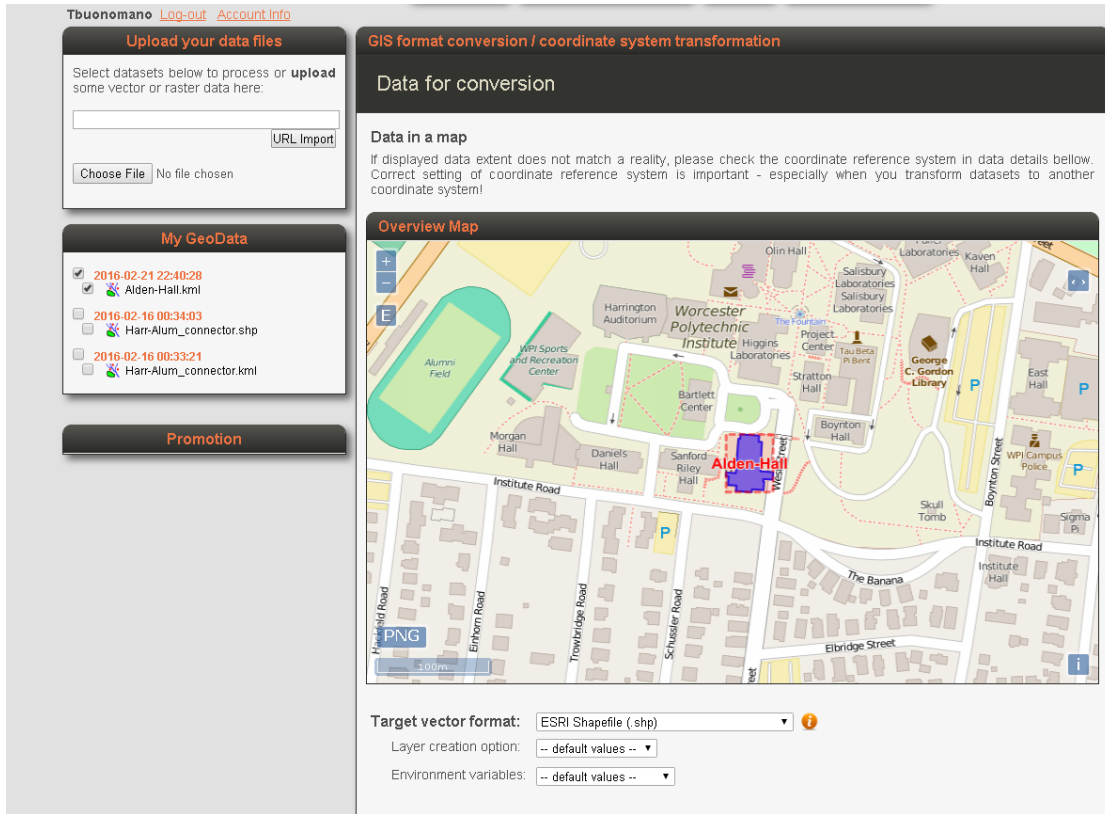 Tbuonomano Log-out Account Info
Upload your data files
Select datasets below to process or upload
some vector or raster data here:
URL Import
Choose File No file chosen
My GeoData
2016-02-21 22:40:28
Alden-Hall.kml
2016-02-16 00:34:03
Harr-Alum_connector.shp
2016-02-16 00:33:21
Harr-Alum_connector.kml
Promotion
GIS format conversion / coordinate system transformation
Data for conversion
Data in a map
If displayed data extent does not match a reality, please check the coordinate reference system in data details bellow.
Correct setting of coordinate reference system is important - especially when you transform datasets to another
coordinate system!
Overview Map
+
−
E
Olin Hall
Laboratories
Kaven
Hall
Salisbury
Laboratories
Salisbury
Laboratories
Harrington
Auditorium
Worcester
Polytechnic
Institute
The Fountain
Higgins
Laboratories
Project
Center
Tau Beta
Pi Bent
George
C. Gordon
Library
P
East
Hall
P
WPI Sports
and Recreation
Center
Alumni
Field
Stratton
Hall
Bartlett
Center
Boynton
Hall
Morgan
Hall
Daniels
Hall
Sanford
Riley
Hall
Alden-Hall
WPI Campus
Police
P
Boynton Street
Institute Road
Skull
Tomb
Sigma
Pi
P
Institute Road
Institute
Hall
The Banana
Einhorn Road
Trowbridge Road
Schussler Road
Elbridge Street
PNG
100m
i
Target vector format: ESRI Shapefile (.shp)
Layer creation option: -- default values --
Environment variables: -- default values --